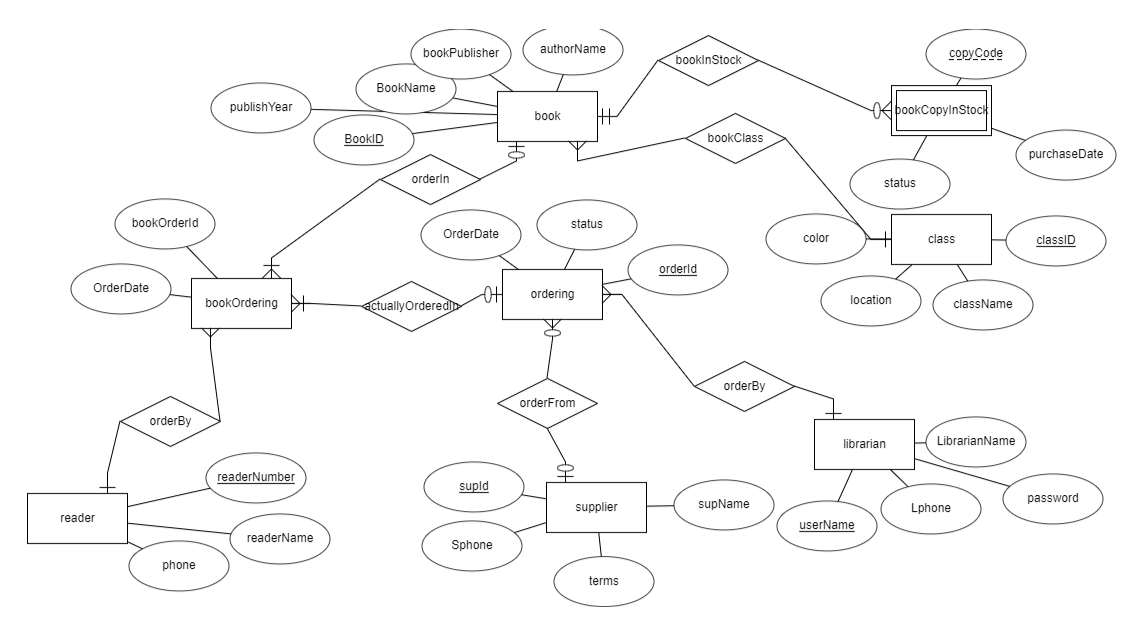 bookPublisher
authorName
bookInStock
copyCode
BookName
publishYear
book
bookCopyInStock
BookID
bookClass
purchaseDate
orderIn
status
bookOrderId
OrderDate
status
color
class
classID
OrderDate
bookOrdering
actuallyOrderedIn
ordering
orderId
location
className
orderBy
orderFrom
orderBy
librarian
LibrarianName
readerNumber
supId
supName
password
reader
supplier
userName
Lphone
readerName
Sphone
phone
terms